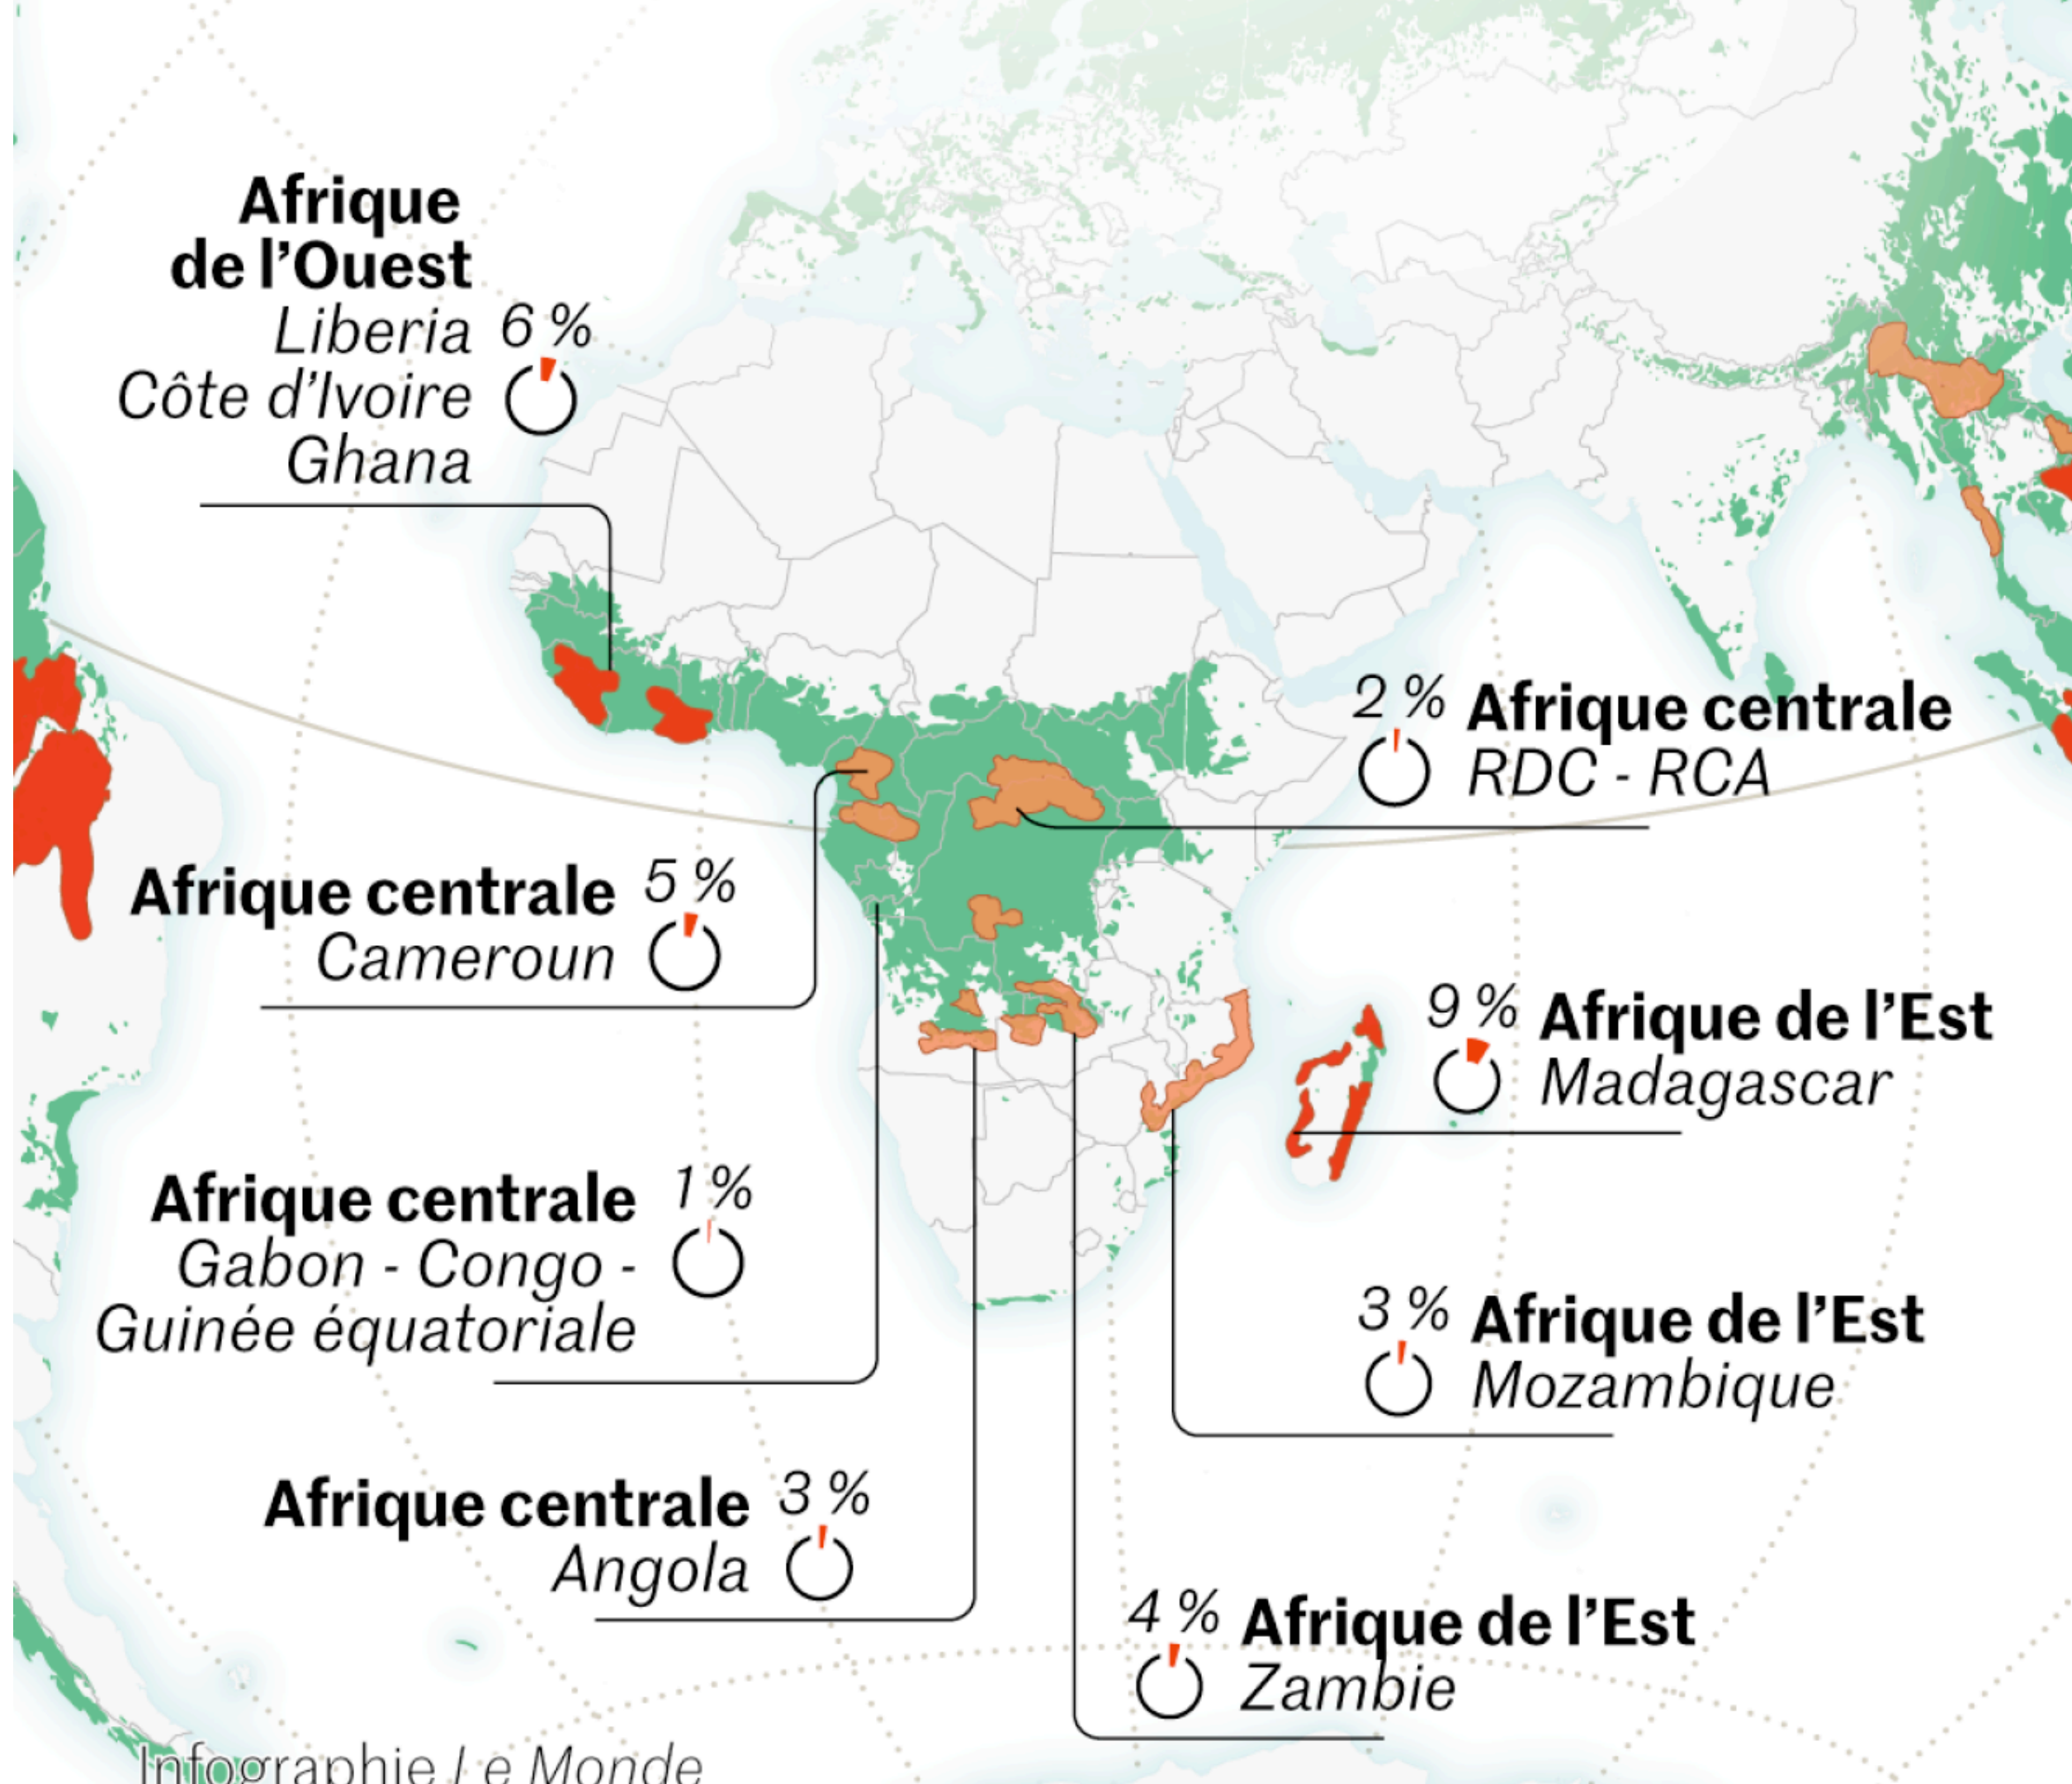 Afrique
de l’Ouest
Liberia
Côte d’Ivoire
Ghana
6 %
2 %
Afrique centrale
RDC - RCA
Afrique centrale
Cameroun
5 %
9 %
Afrique de l’Est
Madagascar
Afrique centrale
Gabon - Congo -
Guinée équatoriale
1 %
3 %
Afrique de l’Est
Mozambique
Afrique centrale
Angola
3 %
4 %
Afrique de l’Est
Zambie
Infographie Le Monde